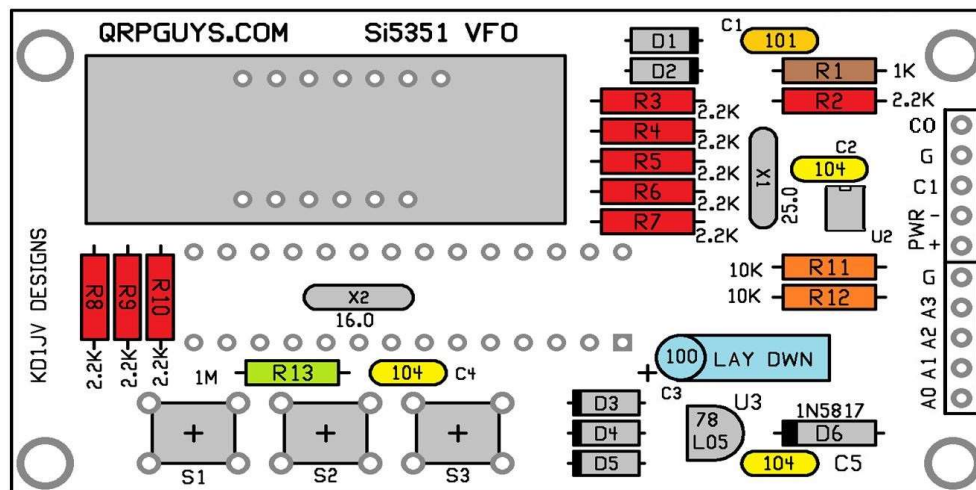 QRPGUYS.COM
Si5351 VFO
D1
C1
101
D2
R1
1K
R3
2.2K
R2
2.2K
R4
2.2K
R5
2.2K
R6
2.2K
R7
2.2K
X1
25.0
C2
104
U2
CO
G
C1
PWR - +
G
A3
A2
A1
A0
KD1JV DESIGNS
R8
2.2K
R9
2.2K
R10
2.2K
X2
16.0
10K
R11
10K
R12
1M
R13
104
C4
+
100
LAY DWN
C3
S1
S2
S3
D3
D4
D5
78
L05
U3
1N5817
D6
104
C5